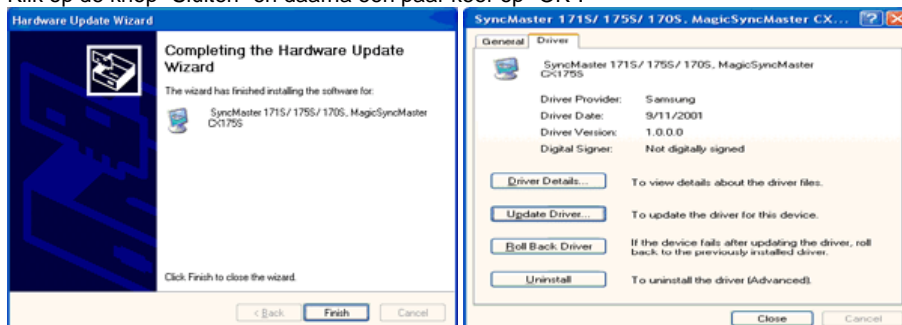 Klik op de knop "Sluiten" en daarna een paar keer op "OK".
Hardware Update Wizard
Completing the Hardware Update
Wizard
The wizard has finished installing the software for:
SyncMaster 171S/ 175S/ 170S, MagicSyncMaster
CX175S
Click Finish to close the wizard.
< Back
Finish
Cancel
SyncMaster 171S/ 175S/ 170S, MagicSyncMaster CX...
General
Driver
SyncMaster 171S/ 175S/ 170S, MagicSyncMaster
CX175S
Driver Provider: Samsung
Driver Date: 9/11/2001
Driver Version: 1.0.0.0
Digital Signer: Not digitally signed
Driver Details... To view details about the driver files.
Update Driver... To update the driver for this device.
Roll Back Driver If the device fails after updating the driver, roll
back to the previously installed driver.
Uninstall To uninstall the driver (Advanced).
Close
Cancel